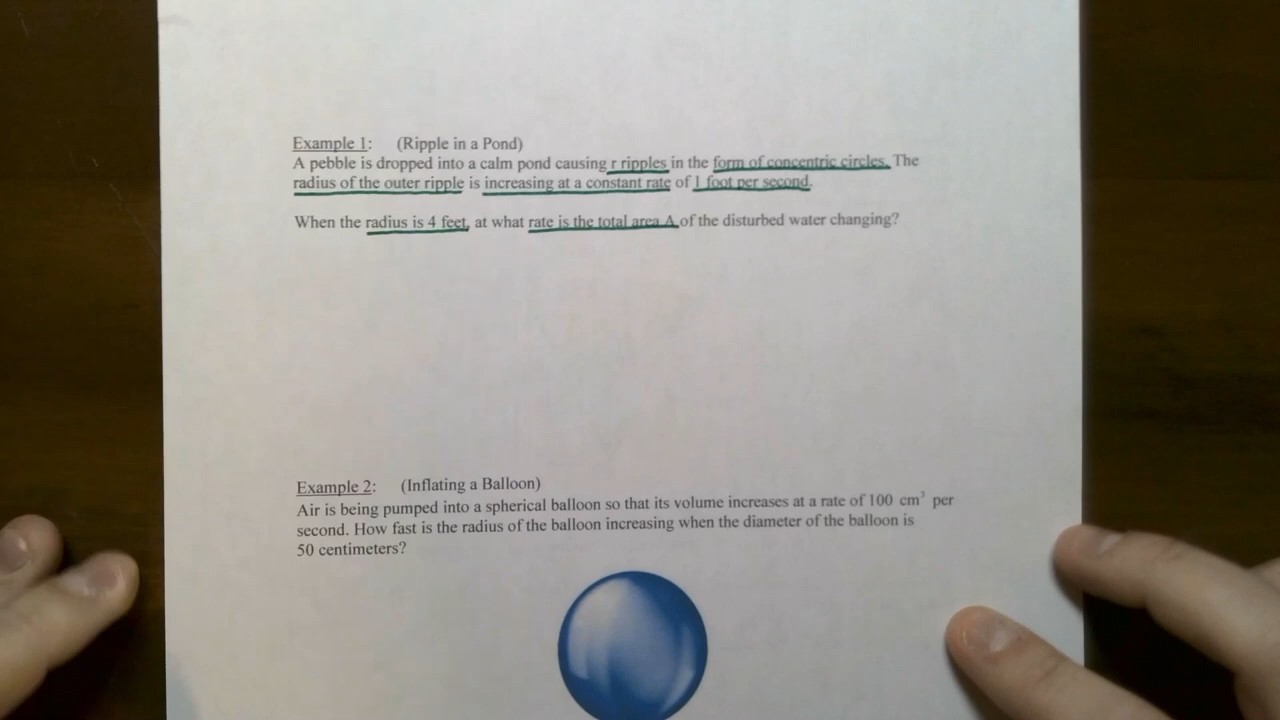 Example 1: (Ripple in a Pond)
A pebble is dropped into a calm pond causing r ripples in the form of concentric circles. The
radius of the outer ripple is increasing at a constant rate of 1 foot per second.
When the radius is 4 feet, at what rate is the total area A of the disturbed water changing?
Example 2: (Inflating a Balloon)
Air is being pumped into a spherical balloon so that its volume increases at a rate of 100 cm³ per
second. How fast is the radius of the balloon increasing when the diameter of the balloon is
50 centimeters?